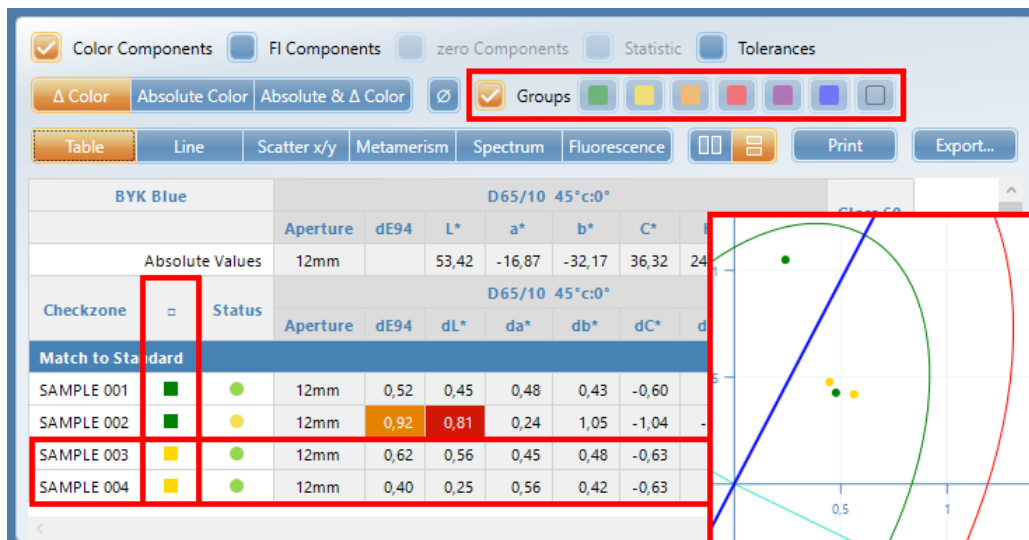 Color Components FI Components zero Components Statistic Tolerances
Δ Color Absolute Color Absolute & Δ Color Ø Groups
Table Line Scatter x/y Metamerism Spectrum Fluorescence Print Export...
BYK Blue D65/10 45°c:0°
Aperture dE94 L* a* b* C*
Absolute Values 12mm 53,42 -16,87 -32,17 36,32 24
D65/10 45°c:0°
Checkzone Status
Aperture dE94 dL* da* db* dC* d
Match to Standard
SAMPLE 001 12mm 0,52 0,45 0,48 0,43 -0,60
SAMPLE 002 12mm 0,92 0,81 0,24 1,05 -1,04 -
SAMPLE 003 12mm 0,62 0,56 0,45 0,48 -0,63
SAMPLE 004 12mm 0,40 0,25 0,56 0,42 -0,63
1
5
0,5 1